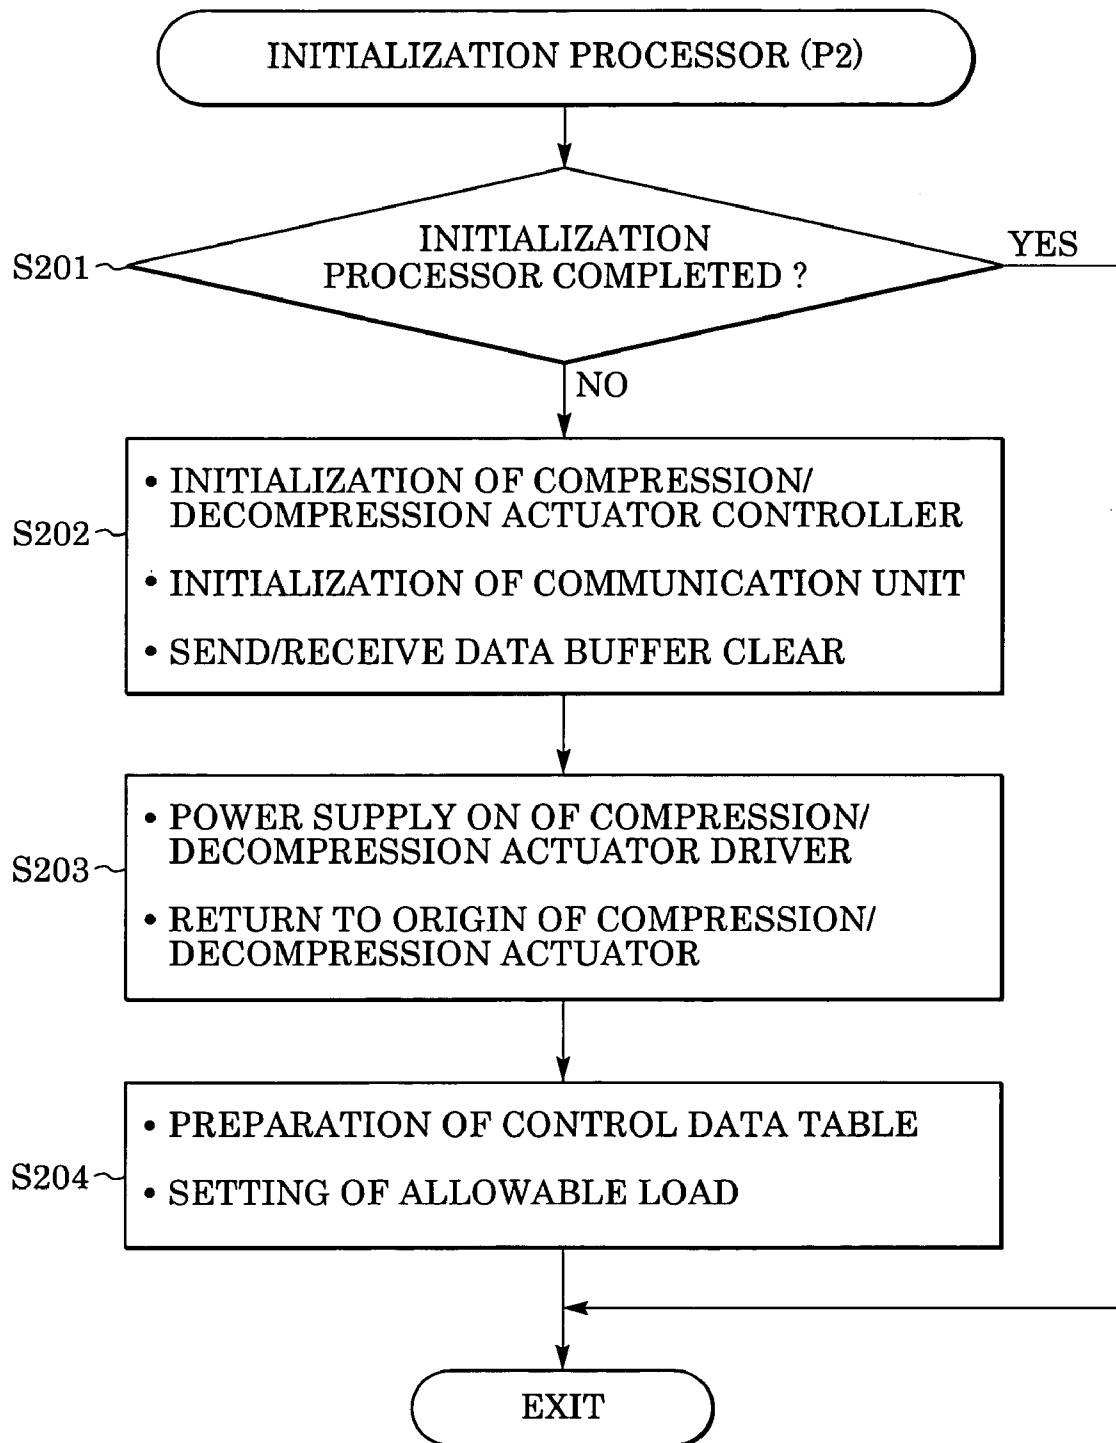 INITIALIZATION PROCESSOR (P2)
INITIALIZATION
PROCESSOR COMPLETED ?
YES
S201
NO
• INITIALIZATION OF COMPRESSION/
DECOMPRESSION ACTUATOR CONTROLLER
S202
• INITIALIZATION OF COMMUNICATION UNIT
• SEND/RECEIVE DATA BUFFER CLEAR
• POWER SUPPLY ON OF COMPRESSION/
DECOMPRESSION ACTUATOR DRIVER
S203
• RETURN TO ORIGIN OF COMPRESSION/
DECOMPRESSION ACTUATOR
• PREPARATION OF CONTROL DATA TABLE
S204
• SETTING OF ALLOWABLE LOAD
EXIT